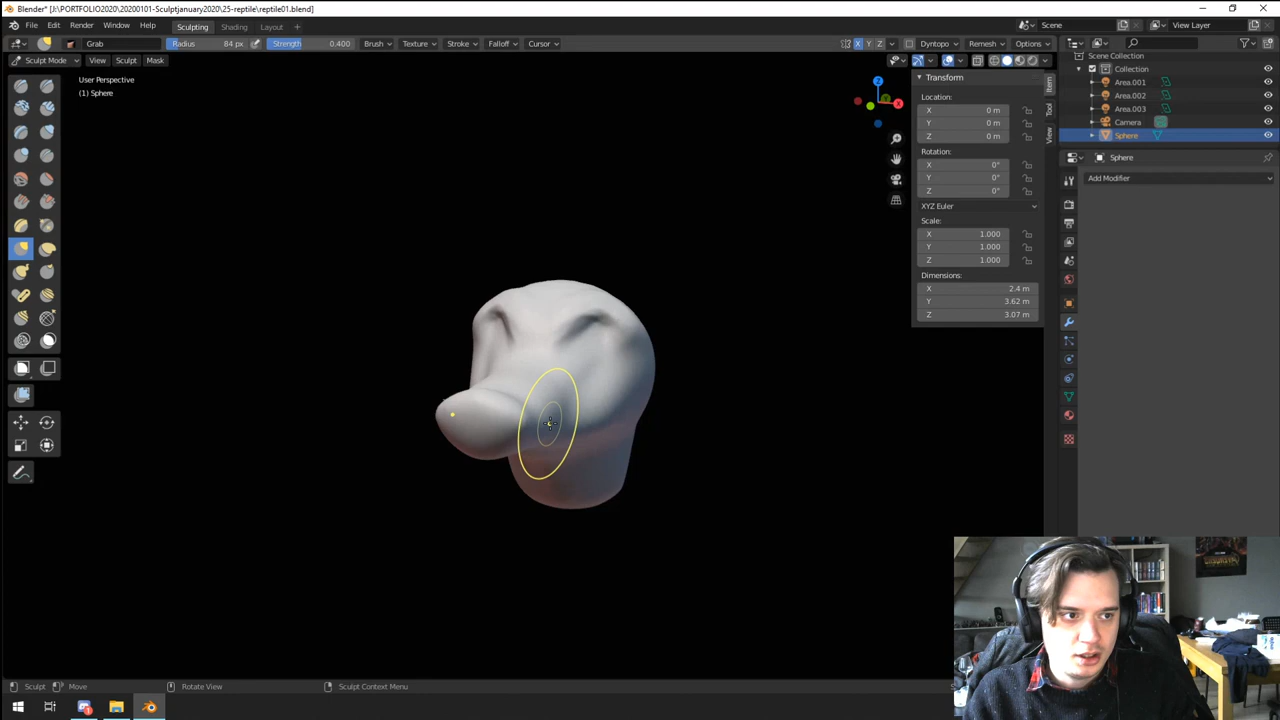 Blender* [J:\PORTFOLIO2020\20200101-Sculptjanuary2020\25-reptile\reptile01.blend]
File Edit Render Window Help Sculpting Shading Layout Scene View Layer
Grab Radius 84 px Strength 0.400 Brush Texture Stroke Falloff Cursor X Y Z Dyntopo Remesh Options
Sculpt Mode View Sculpt Mask
User Perspective
(1) Sphere
Z
X
Y
Transform
Location:
X 0 m
Y 0 m
Z 0 m
Rotation:
X 0°
Y 0°
Z 0°
XYZ Euler
Scale:
X 1.000
Y 1.000
Z 1.000
Dimensions:
X 2.4 m
Y 3.62 m
Z 3.07 m
Item
Tool
View
Scene Collection
Collection
Area.001
Area.002
Area.003
Camera
Sphere
Sphere
Add Modifier
Sculpt Move Rotate View Sculpt Context Menu